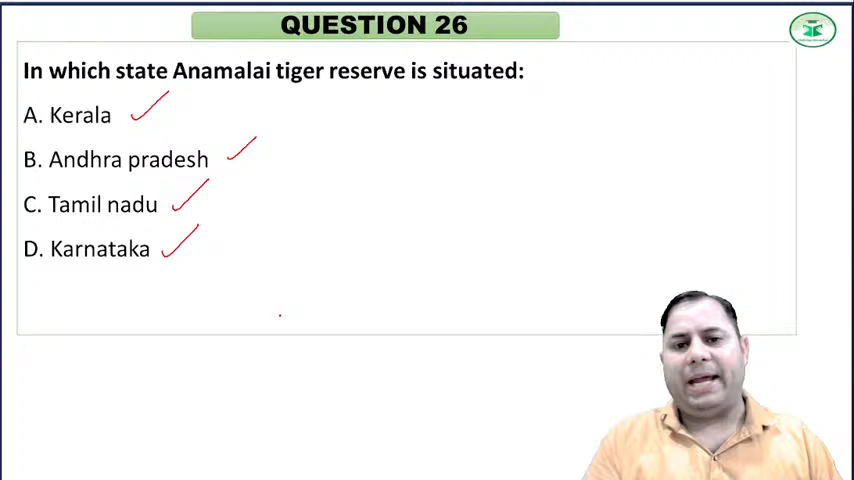 QUESTION 26
In which state Anamalai tiger reserve is situated:
A. Kerala
B. Andhra pradesh
C. Tamil nadu
D. Karnataka